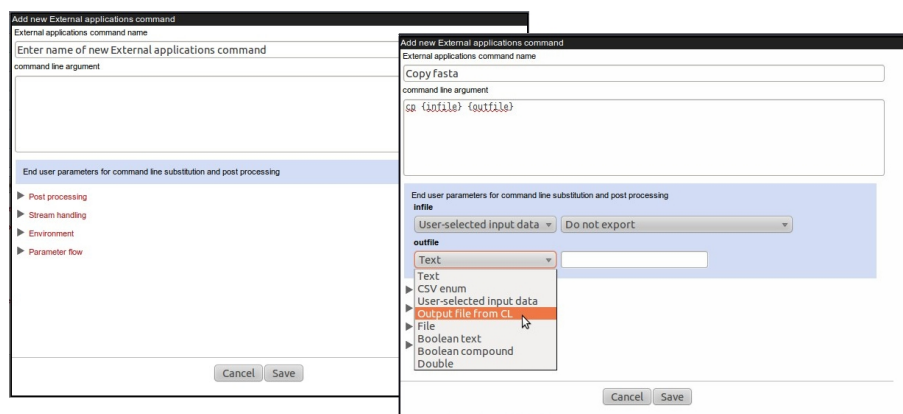 Add new External applications command
External applications command name
Enter name of new External applications command
command line argument
End user parameters for command line substitution and post processing
Post processing
Stream handling
Environment
Parameter flow
Cancel Save
Add new External applications command
External applications command name
Copy fasta
command line argument
cp {infile} {outfile}
End user parameters for command line substitution and post processing
infile
User-selected input data Do not export
outfile
Text
Text
CSV enum
User-selected input data
Output file from CL
File
Boolean text
Boolean compound
Double
Cancel Save